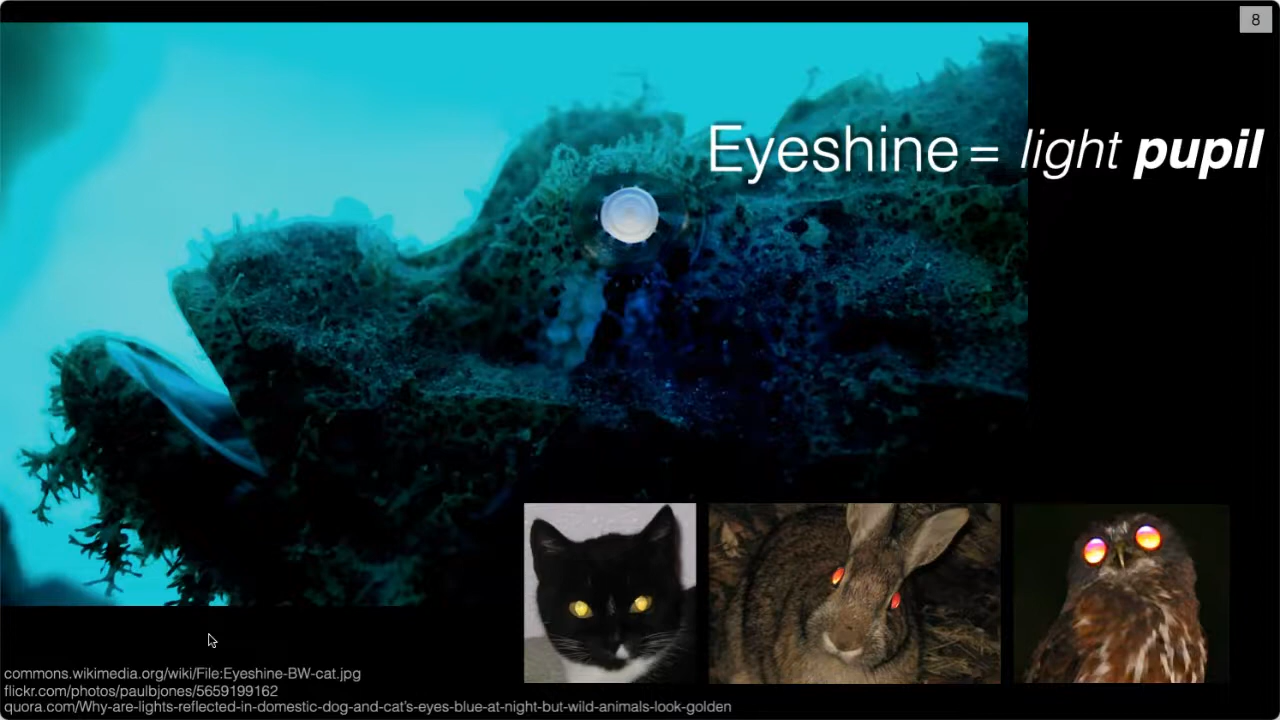 8
Eyeshine = light pupil
commons.wikimedia.org/wiki/File:Eyeshine-BW-cat.jpg
flickr.com/photos/paulbjones/5659199162
quora.com/Why-are-lights-reflected-in-domestic-dog-and-cat's-eyes-blue-at-night-but-wild-animals-look-golden